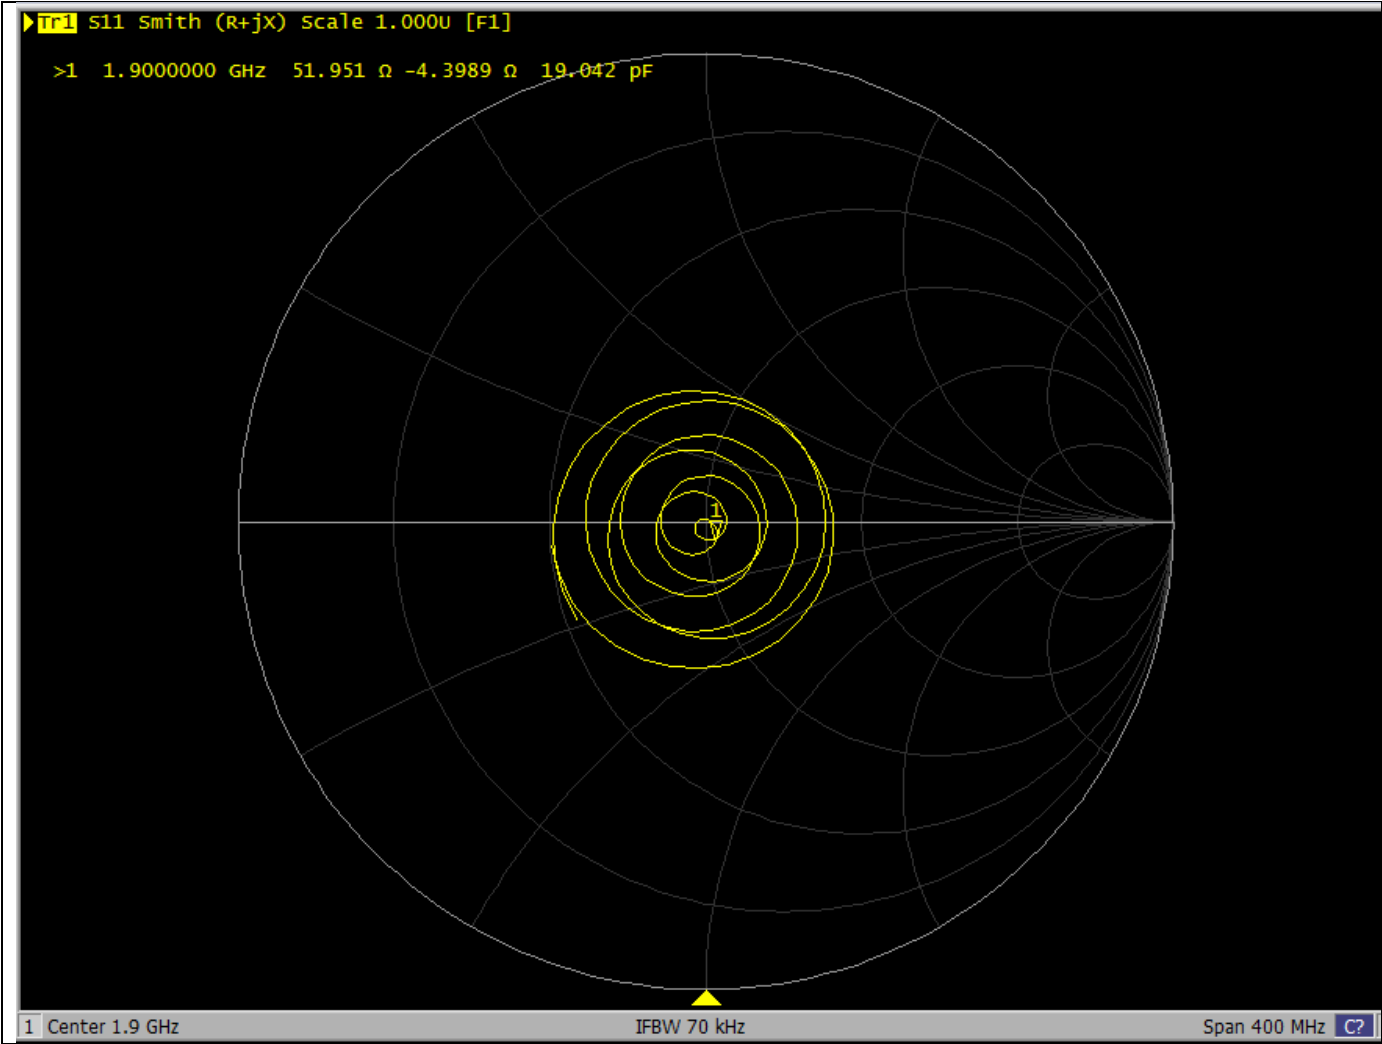 Tr1 S11 Smith (R+jX) Scale 1.000U [F1]
>1 1.9000000 GHz 51.951 Ω -4.3989 Ω 19.042 pF
1
1 Center 1.9 GHz IFBW 70 kHz Span 400 MHz C?